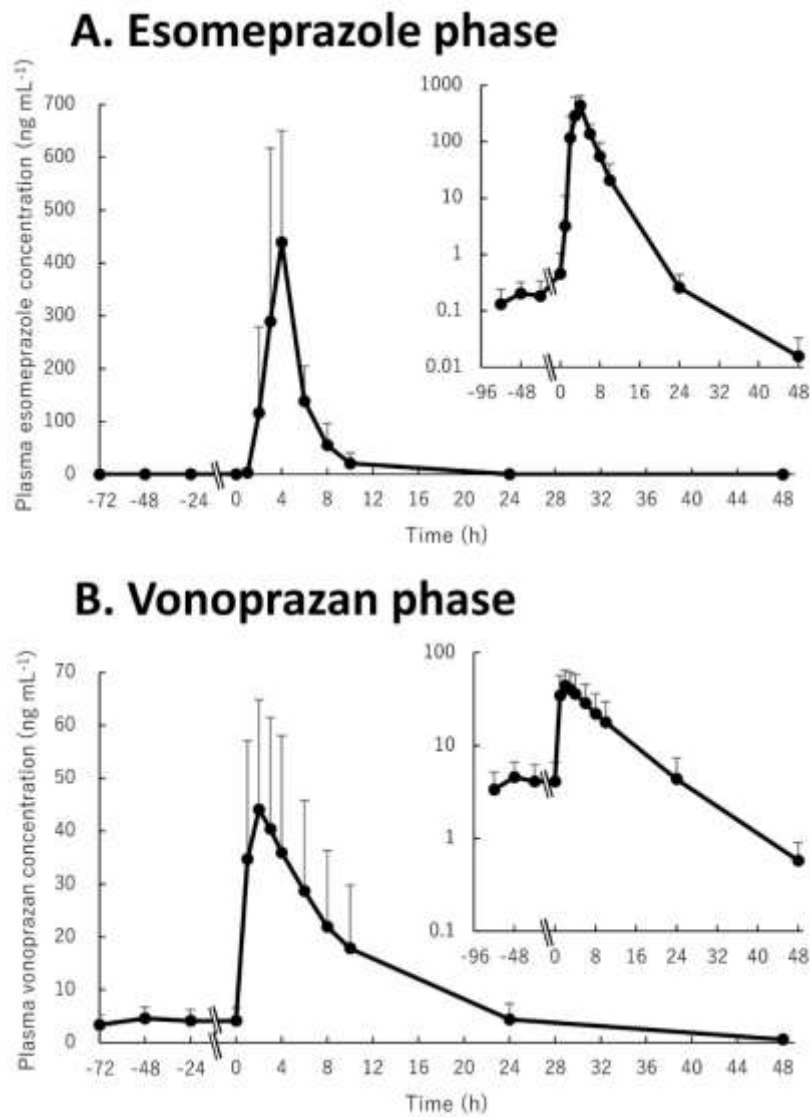 A. Esomeprazole phase
Plasma esomeprazole concentration (ng mL⁻¹)
700
600
500
400
300
200
100
0
-72 -48 -24 0 4 8 12 16 20 24 28 32 36 40 44 48
Time (h)
1000
100
10
1
0.1
0.01
-96 -48 0 8 16 24 32 40 48
B. Vonoprazan phase
Plasma vonoprazan concentration (ng mL⁻¹)
70
60
50
40
30
20
10
0
-72 -48 -24 0 4 8 12 16 20 24 28 32 36 40 44 48
Time (h)
100
10
1
0.1
-96 -48 0 8 16 24 32 40 48